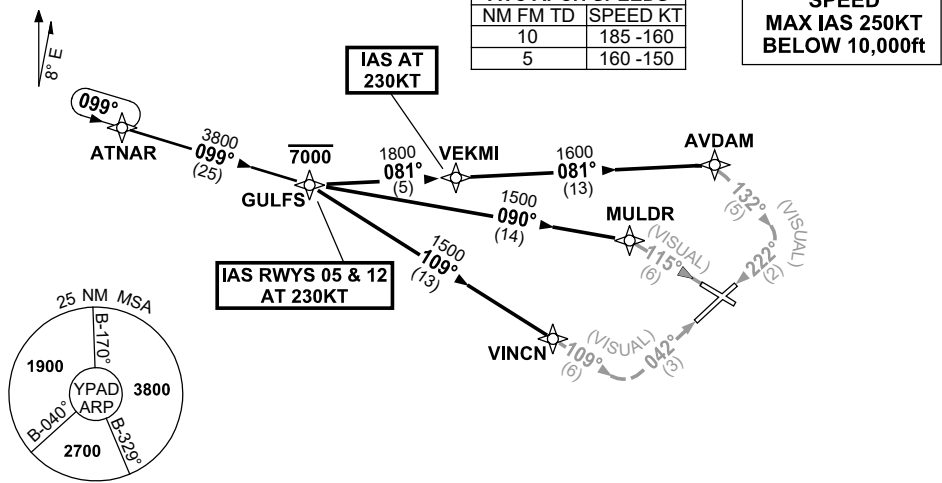 SPEED
NM FM TD SPEED KT
MAX IAS 250KT
10 185 -160
BELOW 10,000ft
5 160 -150
8° E
IAS AT
230KT
099°
ATNAR
3800
099°
(25)
7000
GULFS
1800
081°
(5)
VEKMI
1600
081°
(13)
AVDAM
132°
(5)
(VISUAL)
222°
(2)
1500
090°
(14)
MULDR
(VISUAL)
115°
(6)
1500
109°
(13)
IAS RWYS 05 & 12
AT 230KT
VINCN
(VISUAL)
109°
(6)
042°
(3)
25 NM MSA
B-170°
1900
3800
YPAD
ARP
B-040°
B-329°
2700